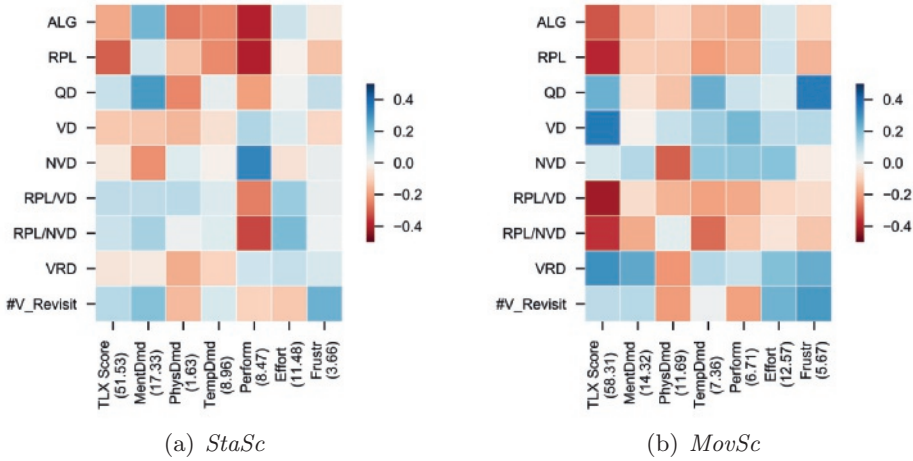 ALG
RPL
QD
VD
NVD
RPL/VD
RPL/NVD
VRD
#V_Revisit
TLX Score
(51.53)
MentDmd
(17.33)
PhysDmd
(1.63)
TempDmd
(8.96)
Perform
(8.47)
Effort
(11.48)
Frustr
(3.66)
0.4
0.2
0.0
−0.2
−0.4
(a) StaSc
ALG
RPL
QD
VD
NVD
RPL/VD
RPL/NVD
VRD
#V_Revisit
TLX Score
(58.31)
MentDmd
(14.32)
PhysDmd
(11.69)
TempDmd
(7.36)
Perform
(6.71)
Effort
(12.57)
Frustr
(5.67)
0.4
0.2
0.0
−0.2
−0.4
(b) MovSc